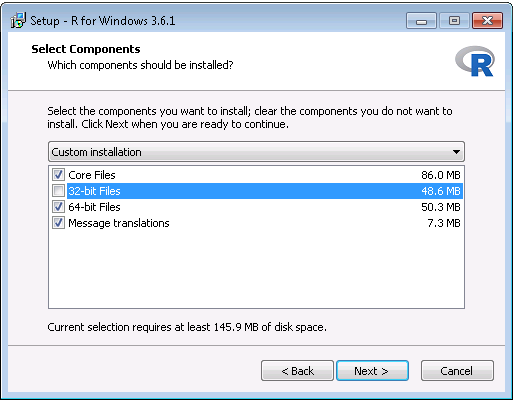 Setup - R for Windows 3.6.1
Select Components
Which components should be installed?
R
Select the components you want to install; clear the components you do not want to
install. Click Next when you are ready to continue.
Custom installation
Core Files 86.0 MB
32-bit Files 48.6 MB
64-bit Files 50.3 MB
Message translations 7.3 MB
Current selection requires at least 145.9 MB of disk space.
< Back Next > Cancel